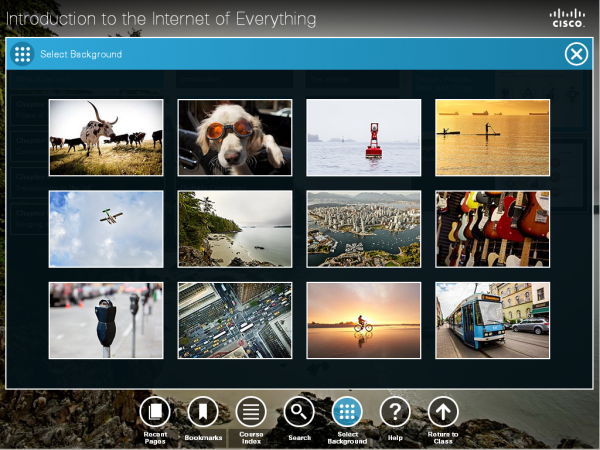 Introduction to the Internet of Everything
CISCO
Select Background
Recent
Pages
Bookmarks
Course
Index
Search
Select
Background
?
Help
Return to
Class